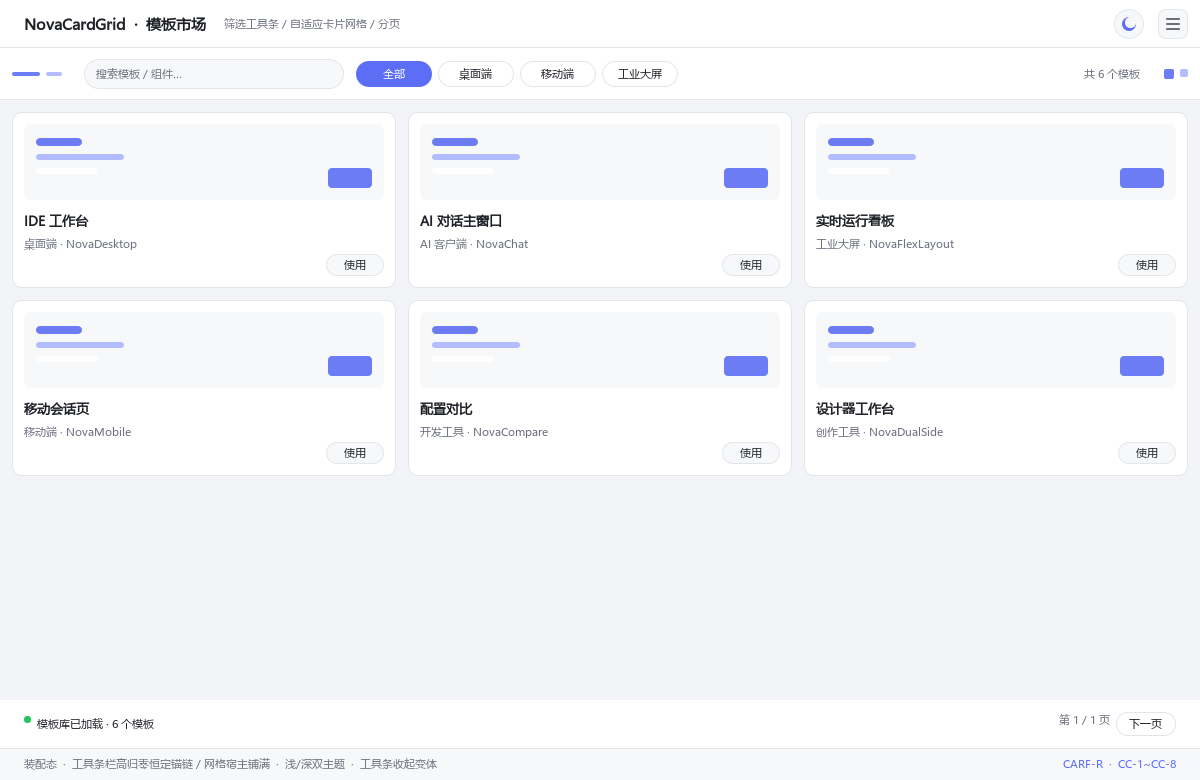 NovaCardGrid · 模板市场
筛选工具条 / 自适应卡片网格 / 分页
搜索模板 / 组件...
全部
桌面端
移动端
工业大屏
共 6 个模板
IDE 工作台
桌面端 · NovaDesktop
使用
AI 对话主窗口
AI 客户端 · NovaChat
使用
实时运行看板
工业大屏 · NovaFlexLayout
使用
移动会话页
移动端 · NovaMobile
使用
配置对比
开发工具 · NovaCompare
使用
设计器工作台
创作工具 · NovaDualSide
使用
模板库已加载 · 6 个模板
第 1 / 1 页
下一页
装配态 · 工具条栏高归零恒定锚链 / 网格宿主铺满 · 浅/深双主题 · 工具条收起变体
CARF-R · CC-1~CC-8